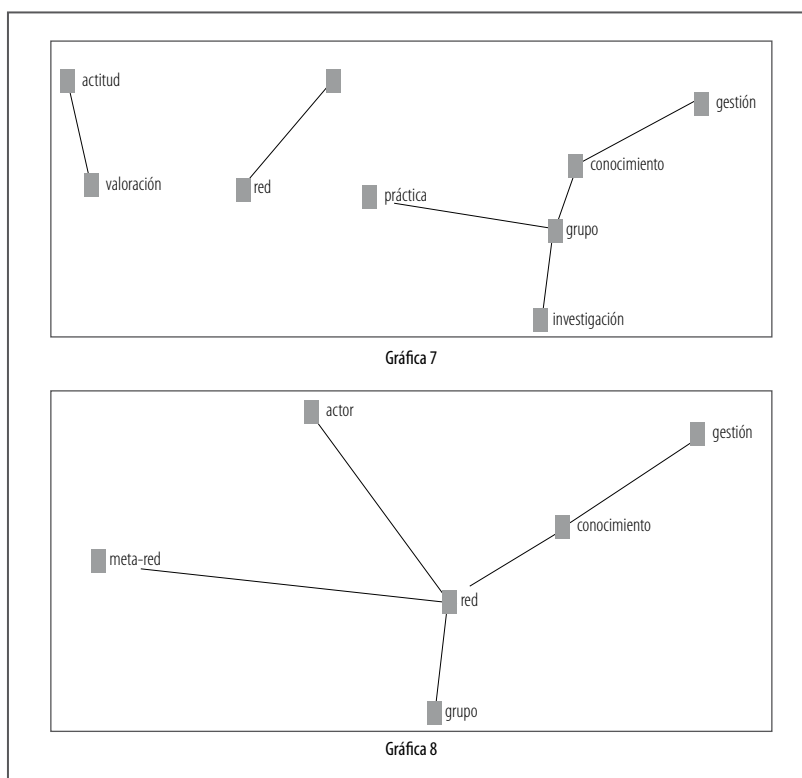 actitud
gestión
conocimiento
valoración
red
práctica
grupo
investigación
Gráfica 7
actor
gestión
conocimiento
meta-red
red
grupo
Gráfica 8